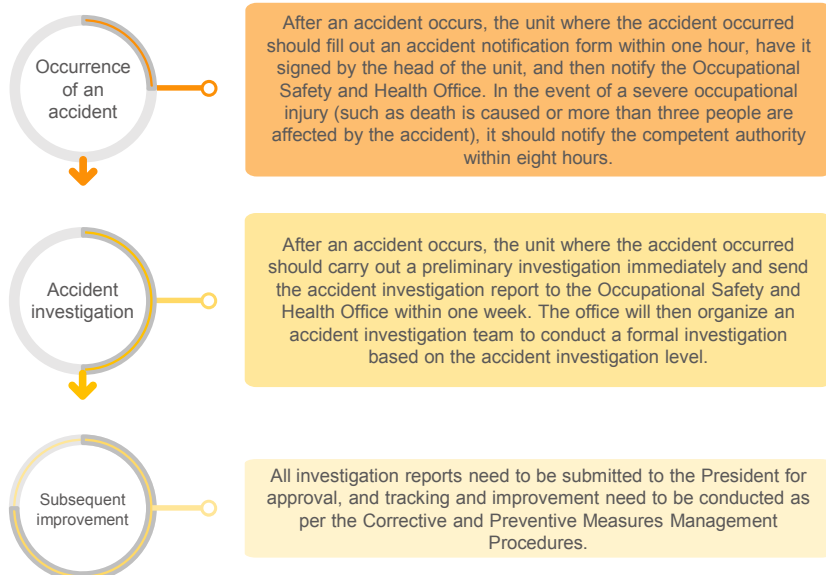 Occurrence
of an
accident
After an accident occurs, the unit where the accident occurred
should fill out an accident notification form within one hour, have it
signed by the head of the unit, and then notify the Occupational
Safety and Health Office. In the event of a severe occupational
injury (such as death is caused or more than three people are
affected by the accident), it should notify the competent authority
within eight hours.
Accident
investigation
After an accident occurs, the unit where the accident occurred
should carry out a preliminary investigation immediately and send
the accident investigation report to the Occupational Safety and
Health Office within one week. The office will then organize an
accident investigation team to conduct a formal investigation
based on the accident investigation level.
Subsequent
improvement
All investigation reports need to be submitted to the President for
approval, and tracking and improvement need to be conducted as
per the Corrective and Preventive Measures Management
Procedures.